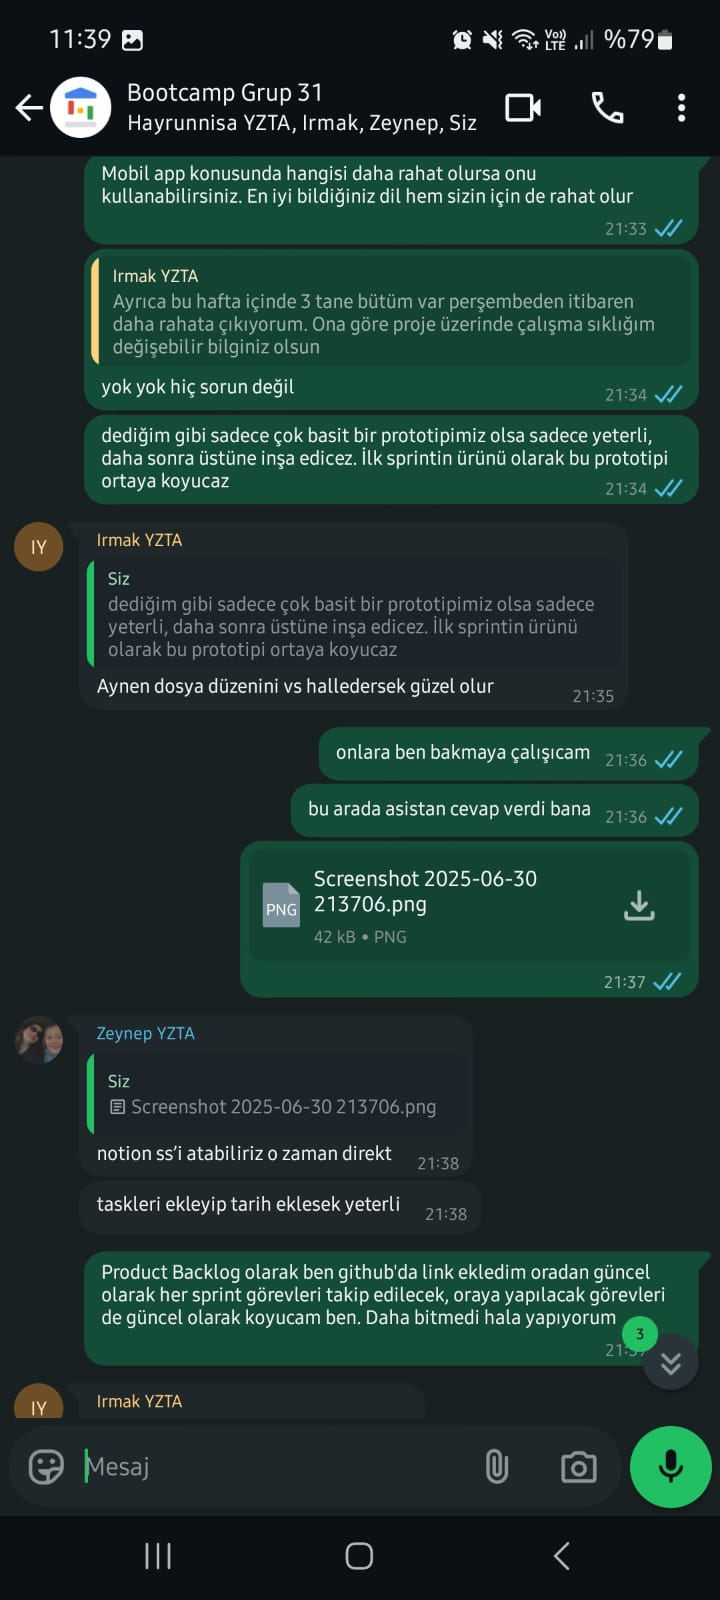 11:39
Vo))
LTE
%79
Bootcamp Grup 31
Hayrunnisa YZTA, Irmak, Zeynep, Siz
Mobil app konusunda hangisi daha rahat olursa onu
kullanabilirsiniz. En iyi bildiğiniz dil hem sizin için de rahat olur
21:33
Irmak YZTA
Ayrıca bu hafta içinde 3 tane bütüm var perşembeden itibaren
daha rahata çıkıyorum. Ona göre proje üzerinde çalışma sıklığım
değişebilir bilginiz olsun
yok yok hiç sorun değil
21:34
dediğim gibi sadece çok basit bir prototipimiz olsa sadece yeterli,
daha sonra üstüne inşa edicez. İlk sprintin ürünü olarak bu prototipi
ortaya koyucaz
21:34
IY
Irmak YZTA
Siz
dediğim gibi sadece çok basit bir prototipimiz olsa sadece
yeterli, daha sonra üstüne inşa edicez. İlk sprintin ürünü
olarak bu prototipi ortaya koyucaz
Aynen dosya düzenini vs halledersek güzel olur
21:35
onlara ben bakmaya çalışıcam
21:36
bu arada asistan cevap verdi bana
21:36
PNG
Screenshot 2025-06-30
213706.png
42 kB • PNG
21:37
Zeynep YZTA
Siz
Screenshot 2025-06-30 213706.png
notion ss’i atabiliriz o zaman direkt
21:38
taskleri ekleyip tarih eklesek yeterli
21:38
Product Backlog olarak ben github'da link ekledim oradan güncel
olarak her sprint görevleri takip edilecek, oraya yapılacak görevleri
de güncel olarak koyucam ben. Daha bitmedi hala yapıyorum
3
IY
Irmak YZTA
Mesaj